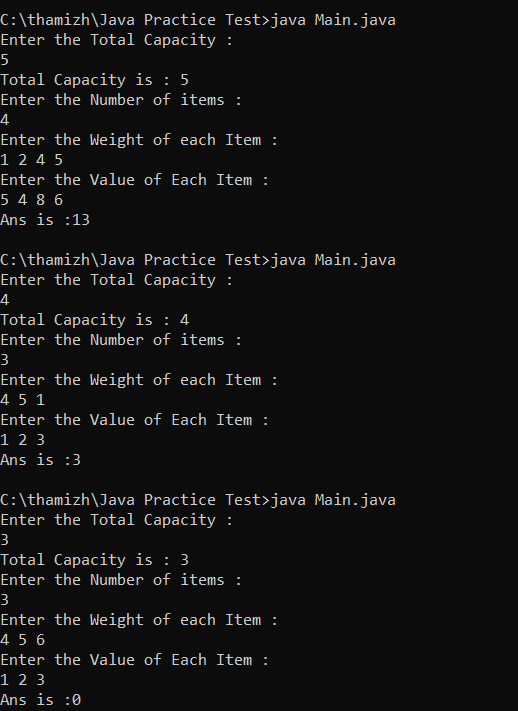 C:\thamizh\Java Practice Test>java Main.java
Enter the Total Capacity :
5
Total Capacity is : 5
Enter the Number of items :
4
Enter the Weight of each Item :
1 2 4 5
Enter the Value of Each Item :
5 4 8 6
Ans is :13

C:\thamizh\Java Practice Test>java Main.java
Enter the Total Capacity :
4
Total Capacity is : 4
Enter the Number of items :
3
Enter the Weight of each Item :
4 5 1
Enter the Value of Each Item :
1 2 3
Ans is :3

C:\thamizh\Java Practice Test>java Main.java
Enter the Total Capacity :
3
Total Capacity is : 3
Enter the Number of items :
3
Enter the Weight of each Item :
4 5 6
Enter the Value of Each Item :
1 2 3
Ans is :0